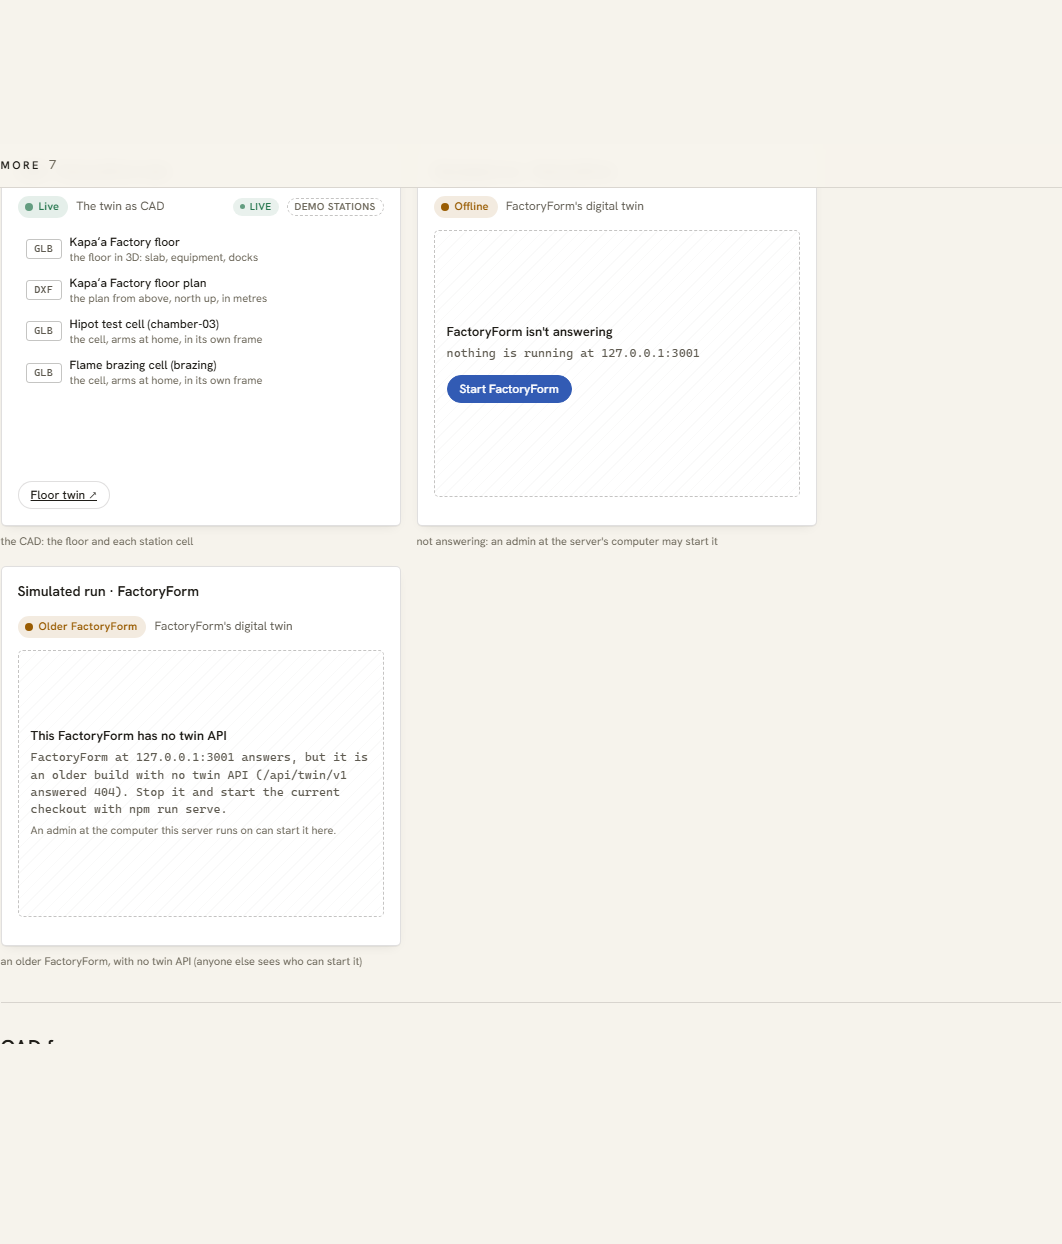 MORE 7
Live The twin as CAD LIVE DEMO STATIONS
GLB Kapaʻa Factory floor
the floor in 3D: slab, equipment, docks
DXF Kapaʻa Factory floor plan
the plan from above, north up, in metres
GLB Hipot test cell (chamber-03)
the cell, arms at home, in its own frame
GLB Flame brazing cell (brazing)
the cell, arms at home, in its own frame
Floor twin ↗
the CAD: the floor and each station cell
Offline FactoryForm's digital twin
FactoryForm isn't answering
nothing is running at 127.0.0.1:3001
Start FactoryForm
not answering: an admin at the server's computer may start it
Simulated run · FactoryForm
Older FactoryForm FactoryForm's digital twin
This FactoryForm has no twin API
FactoryForm at 127.0.0.1:3001 answers, but it is
an older build with no twin API (/api/twin/v1
answered 404). Stop it and start the current
checkout with npm run serve.
An admin at the computer this server runs on can start it here.
an older FactoryForm, with no twin API (anyone else sees who can start it)